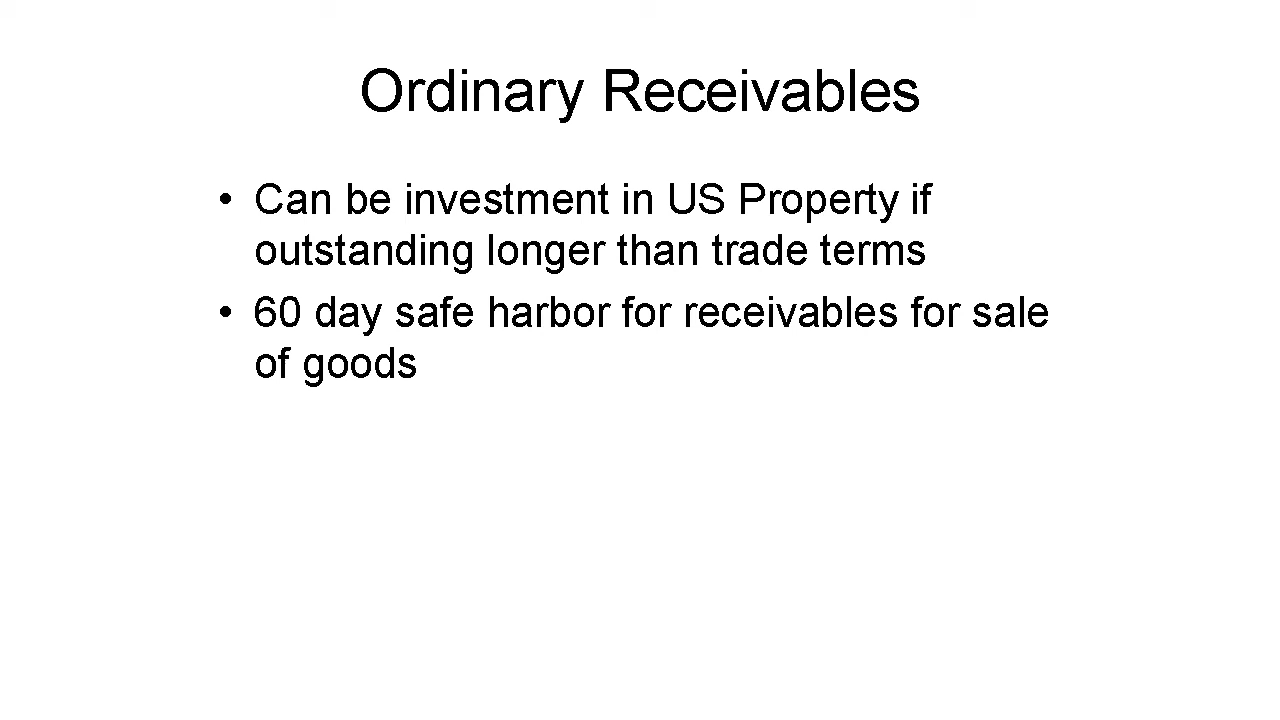 Ordinary Receivables
• Can be investment in US Property if
outstanding longer than trade terms
• 60 day safe harbor for receivables for sale
of goods